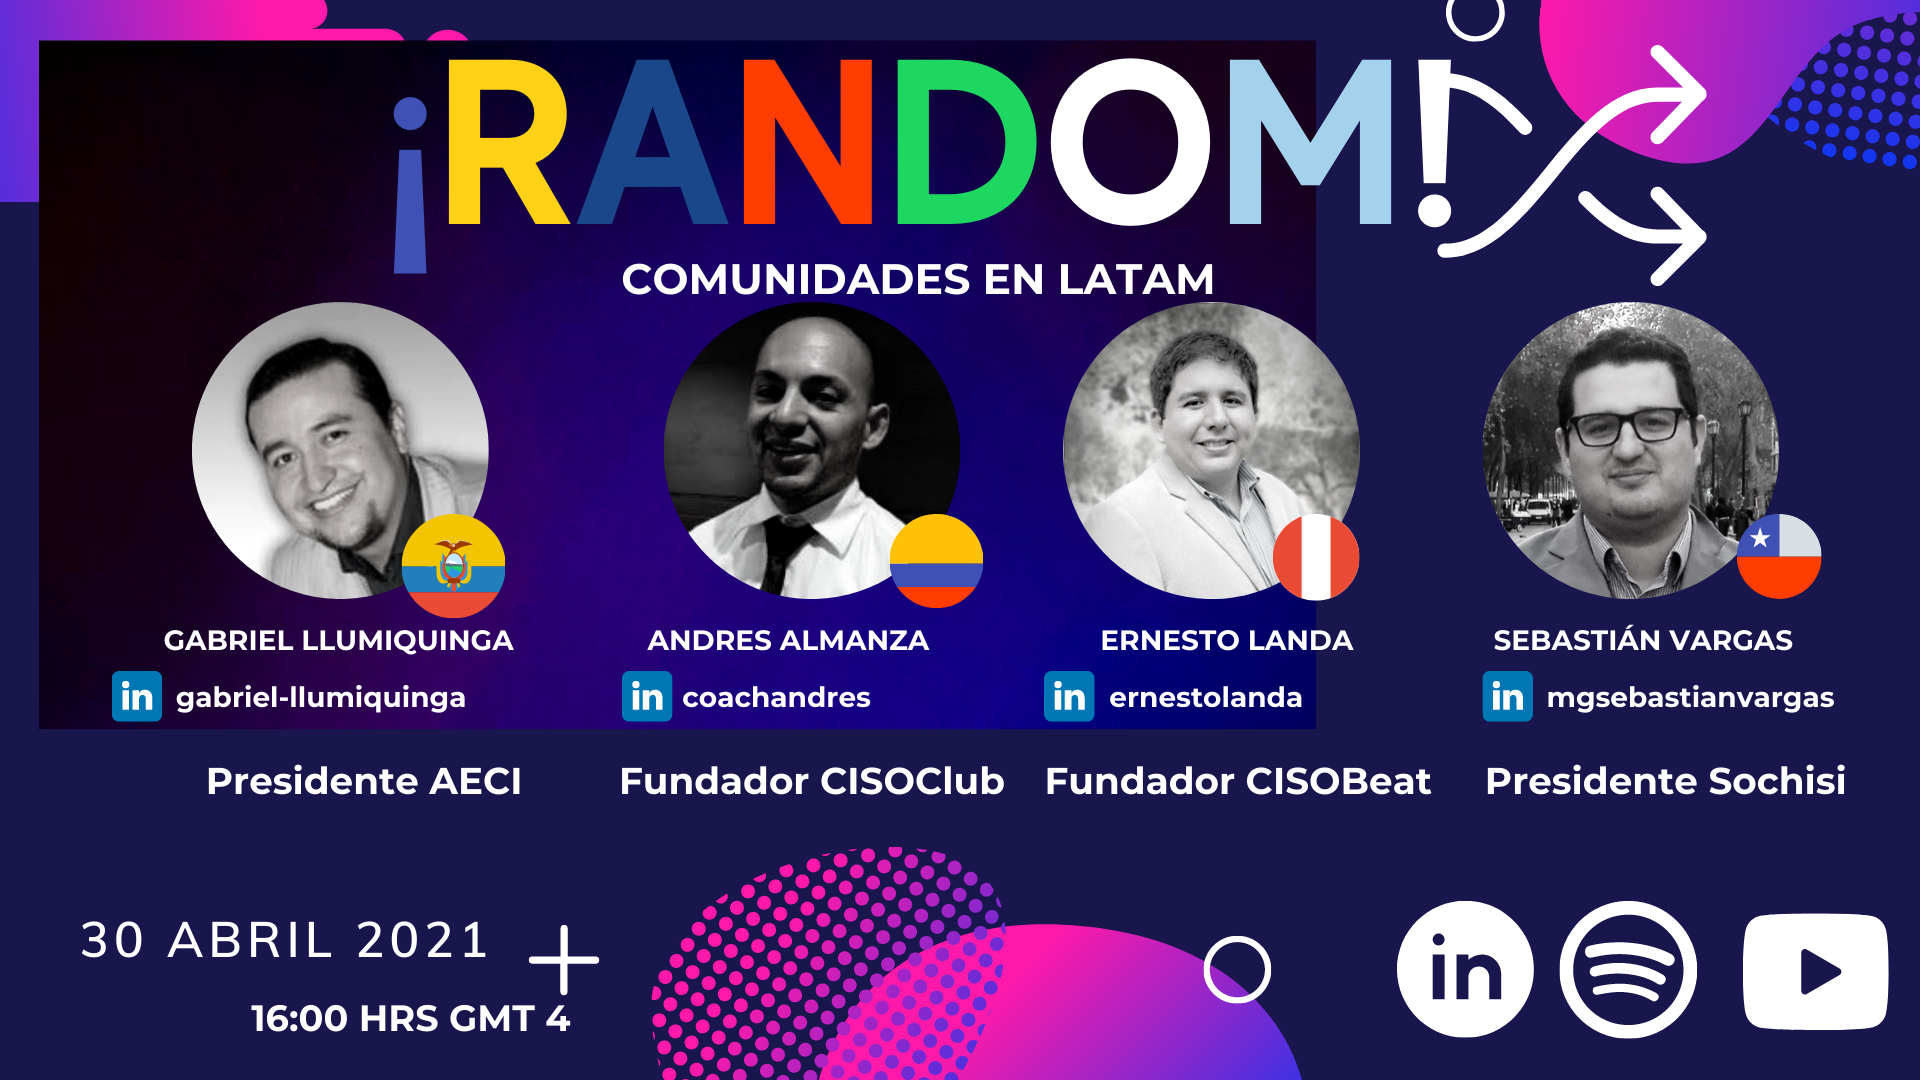 ¡RANDOM!
COMUNIDADES EN LATAM
GABRIEL LLUMIQUINGA
in gabriel-llumiquinga
Presidente AECI
ANDRES ALMANZA
in coachandres
Fundador CISOClub
ERNESTO LANDA
in ernestolanda
Fundador CISOBeat
SEBASTIÁN VARGAS
in mgsebastianvargas
Presidente Sochisi
30 ABRIL 2021
16:00 HRS GMT 4
in